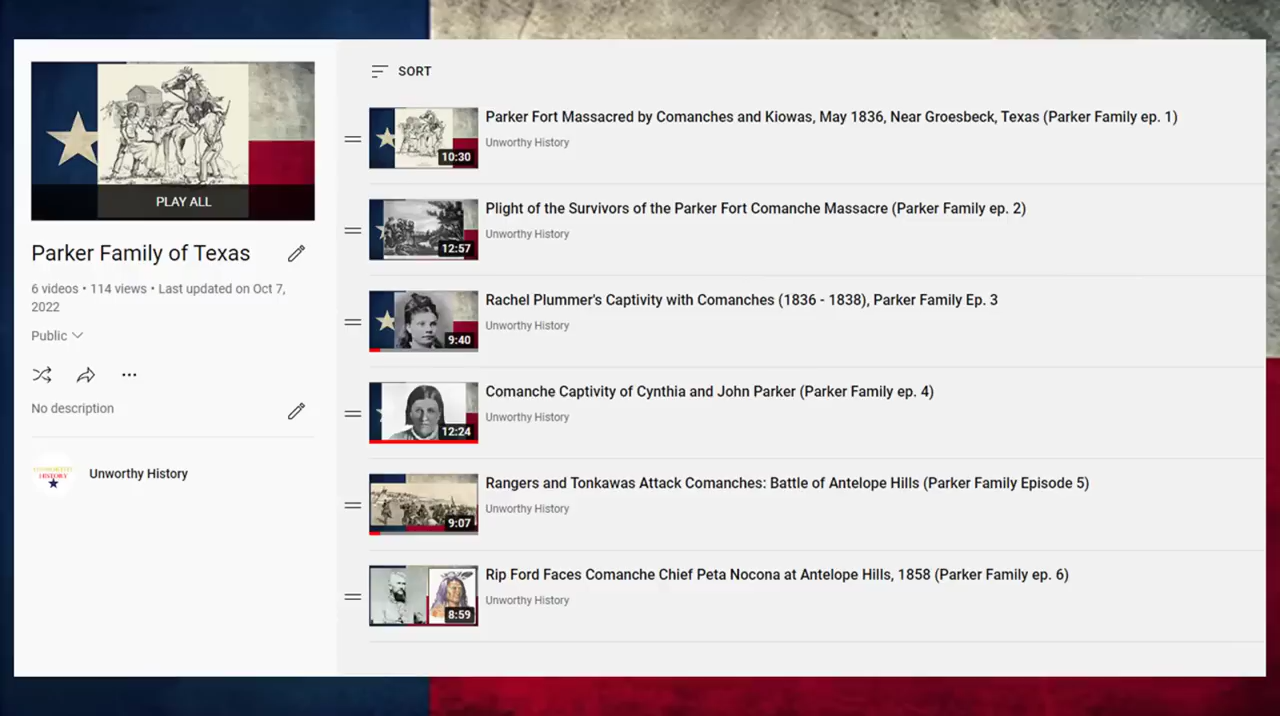 PLAY ALL
Parker Family of Texas
6 videos • 114 views • Last updated on Oct 7,
2022
Public
No description
HISTORY
Unworthy History
SORT
Parker Fort Massacred by Comanches and Kiowas, May 1836, Near Groesbeck, Texas (Parker Family ep. 1)
Unworthy History
10:30
Plight of the Survivors of the Parker Fort Comanche Massacre (Parker Family ep. 2)
Unworthy History
12:57
Rachel Plummer's Captivity with Comanches (1836 - 1838), Parker Family Ep. 3
Unworthy History
9:40
Comanche Captivity of Cynthia and John Parker (Parker Family ep. 4)
Unworthy History
12:24
Rangers and Tonkawas Attack Comanches: Battle of Antelope Hills (Parker Family Episode 5)
Unworthy History
9:07
Rip Ford Faces Comanche Chief Peta Nocona at Antelope Hills, 1858 (Parker Family ep. 6)
Unworthy History
8:59